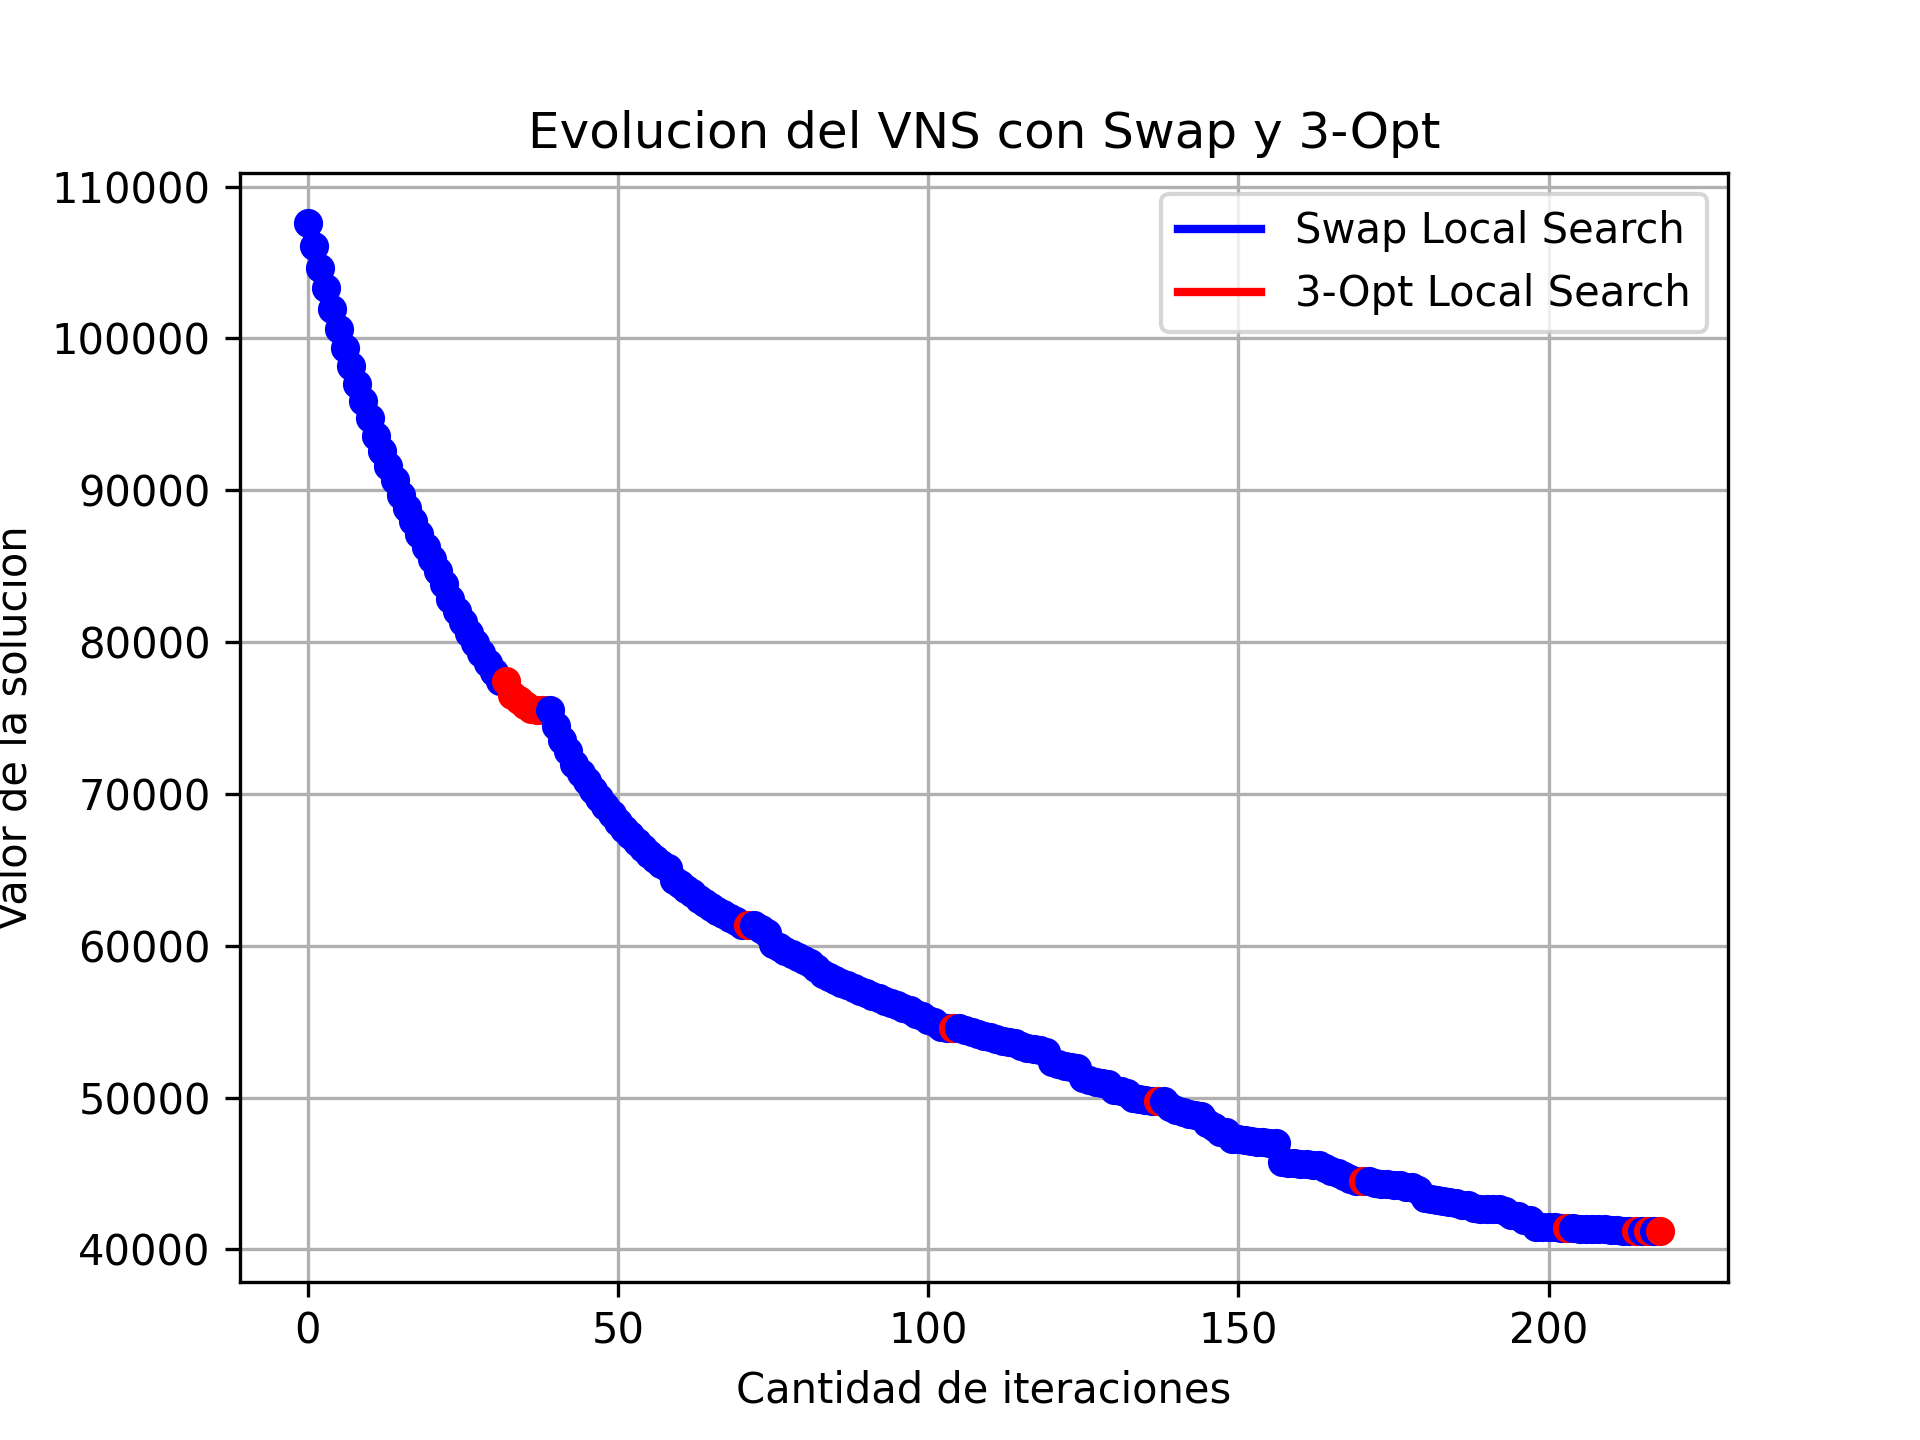 Evolucion del VNS con Swap y 3-Opt
Swap Local Search
3-Opt Local Search
110000
100000
90000
80000
70000
60000
50000
40000
Valor de la solucion
0 50 100 150 200
Cantidad de iteraciones